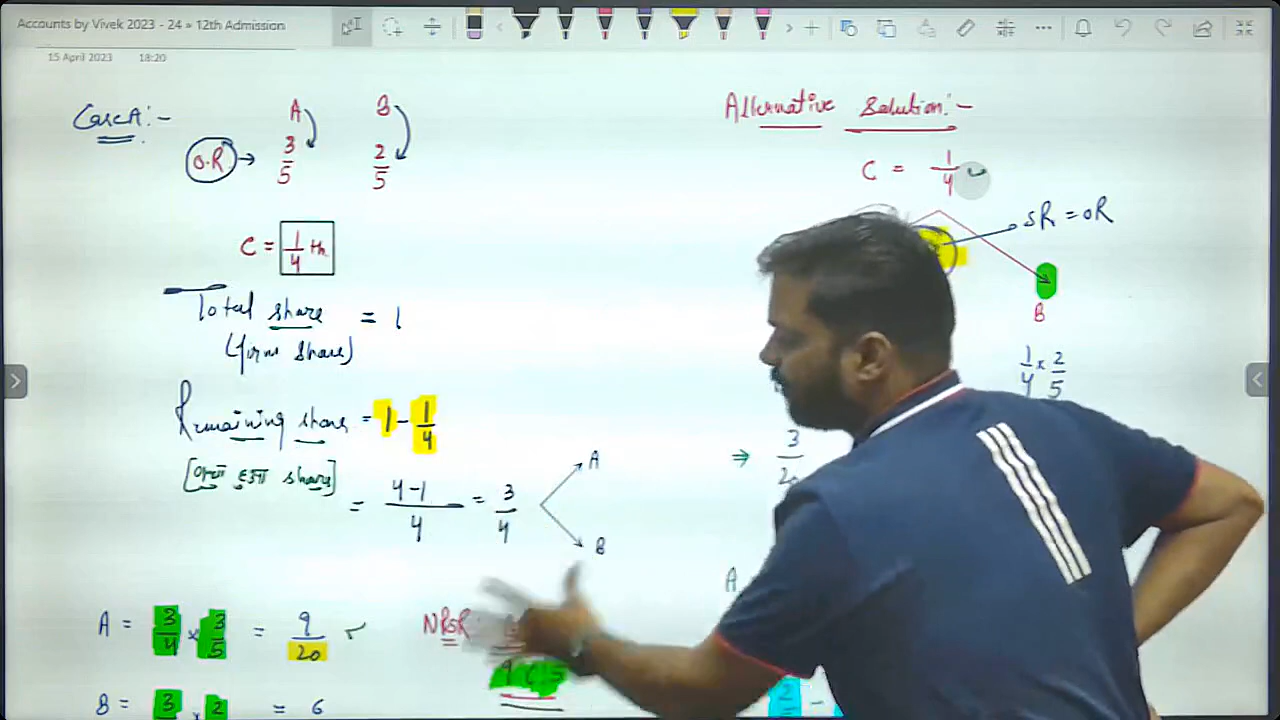 Accounts by Vivek 2023 - 24 » 12th Admission
15 April 2023 18:20
Case A:-
A B
O.R → 3/5 2/5
C = 1/4 th
Total share = 1
(firm share)
Remaining share = 1 - 1/4
[बचा हुआ share]
= 4-1/4 = 3/4
A
B
A = 3/4 × 3/5 = 9/20 ✓
NPSR
B = 3 × 2 = 6
Alternative Solution:-
C = 1/4
SR = OR
B
1/4 × 2/5
⇒ 3/20
A
2